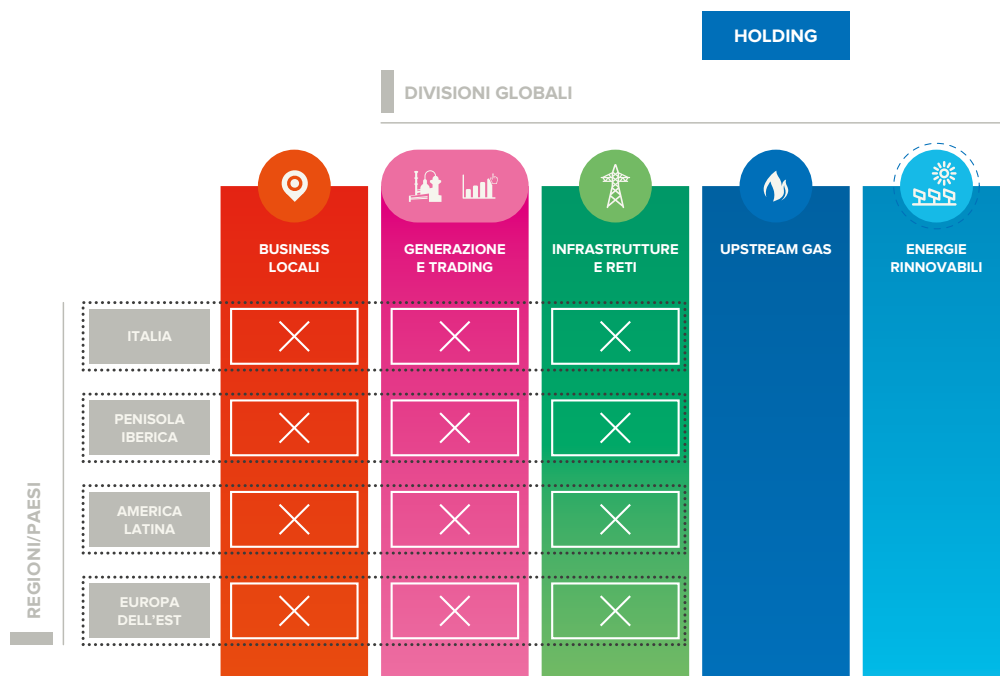 HOLDING
DIVISIONI GLOBALI
BUSINESS
LOCALI
GENERAZIONE
E TRADING
INFRASTRUTTURE
E RETI
UPSTREAM GAS
ENERGIE
RINNOVABILI
REGIONI/PAESI
ITALIA
PENISOLA
IBERICA
AMERICA
LATINA
EUROPA
DELL'EST